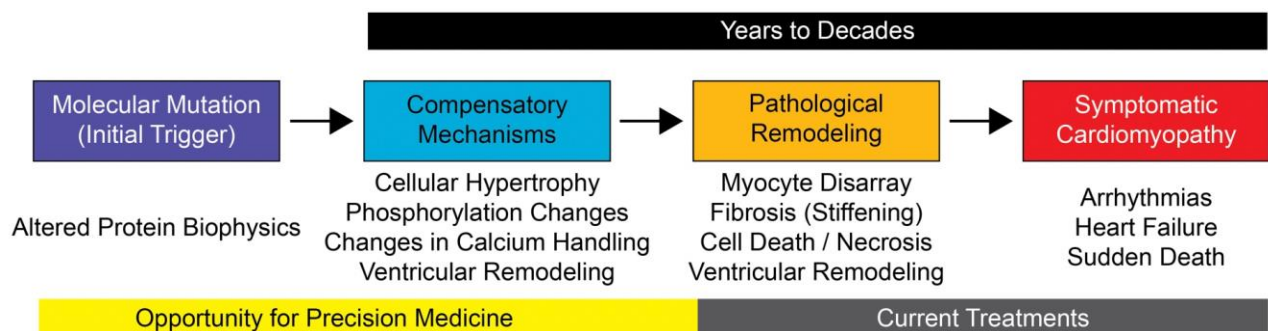 Years to Decades
Molecular Mutation
(Initial Trigger)
Compensatory
Mechanisms
Pathological
Remodeling
Symptomatic
Cardiomyopathy
Altered Protein Biophysics
Cellular Hypertrophy
Phosphorylation Changes
Changes in Calcium Handling
Ventricular Remodeling
Myocyte Disarray
Fibrosis (Stiffening)
Cell Death / Necrosis
Ventricular Remodeling
Arrhythmias
Heart Failure
Sudden Death
Opportunity for Precision Medicine
Current Treatments